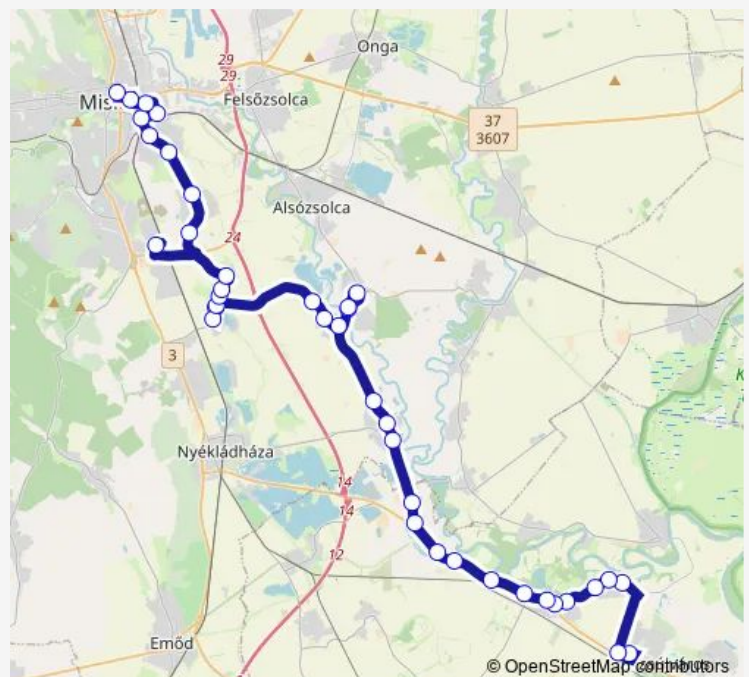 Onga
29
29
Felsőzsolca
37
3607
Alsózsolca
24
3
Nyékládháza
14
14
12
Emőd
© OpenStreetMap contributors